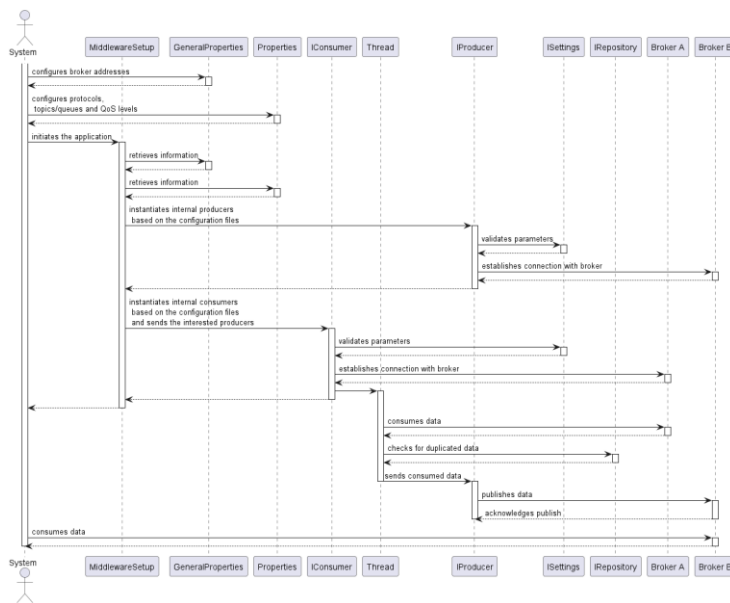 System
MiddlewareSetup
GeneralProperties
Properties
IConsumer
Thread
IProducer
ISettings
IRepository
Broker A
Broker B
configures broker addresses
configures protocols,
topics/queues and QoS levels
initiates the application
retrieves information
retrieves information
instantiates internal producers
based on the configuration files
validates parameters
establishes connection with broker
instantiates internal consumers
based on the configuration files
and sends the interested producers
validates parameters
establishes connection with broker
consumes data
checks for duplicated data
sends consumed data
publishes data
acknowledges publish
consumes data
System
MiddlewareSetup
GeneralProperties
Properties
IConsumer
Thread
IProducer
ISettings
IRepository
Broker A
Broker B